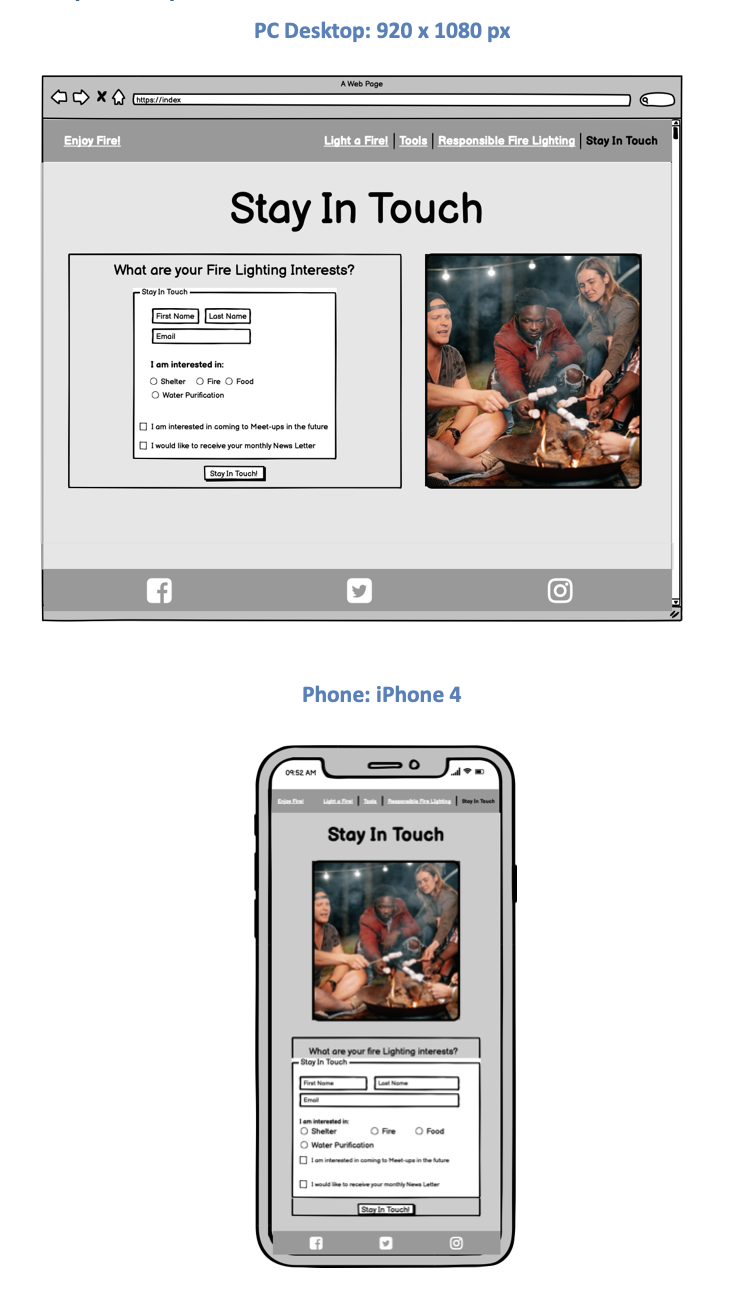 PC Desktop: 920 x 1080 px
A Web Page
https://index
Enjoy Fire! Light a Fire! Tools Responsible Fire Lighting Stay In Touch
Stay In Touch
What are your Fire Lighting Interests?
Stay In Touch
First Name Last Name
Email
I am interested in:
Shelter Fire Food
Water Purification
I am interested in coming to Meet-ups in the future
I would like to receive your monthly News Letter
Stay In Touch!
Phone: iPhone 4
09:52 AM
Enjoy Fire! Light a Fire! Tools Responsible Fire Lighting Stay In Touch
Stay In Touch
What are your fire Lighting interests?
Stay In Touch
First Name Last Name
Email
I am interested in:
Shelter Fire Food
Water Purification
I am interested in coming to Meet-ups in the future
I would like to receive your monthly News Letter
Stay In Touch!